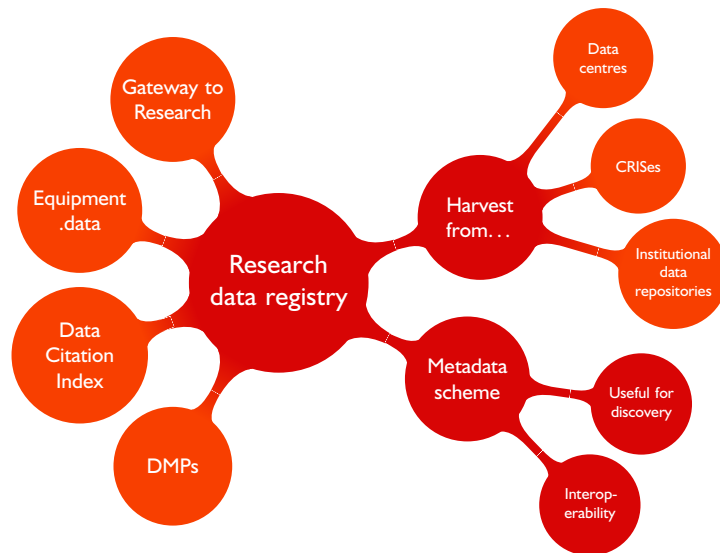 Data
centres
Gateway to
Research
CRISes
Equipment
.data
Harvest
from...
Institutional
data
repositories
Research
data registry
Data
Citation
Index
Metadata
scheme
Useful for
discovery
DMPs
Interop-
erability